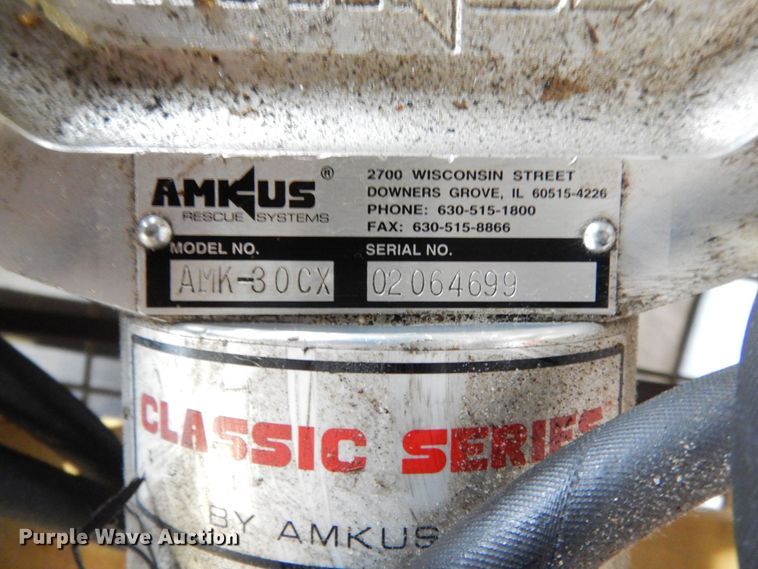 AMKUS®
RESCUE SYSTEMS
2700 WISCONSIN STREET
DOWNERS GROVE, IL 60515-4226
PHONE: 630-515-1800
FAX: 630-515-8866
MODEL NO.
SERIAL NO.
AMK-30CX
02064699
CLASSIC SERIES
BY AMKUS
Purple Wave Auction